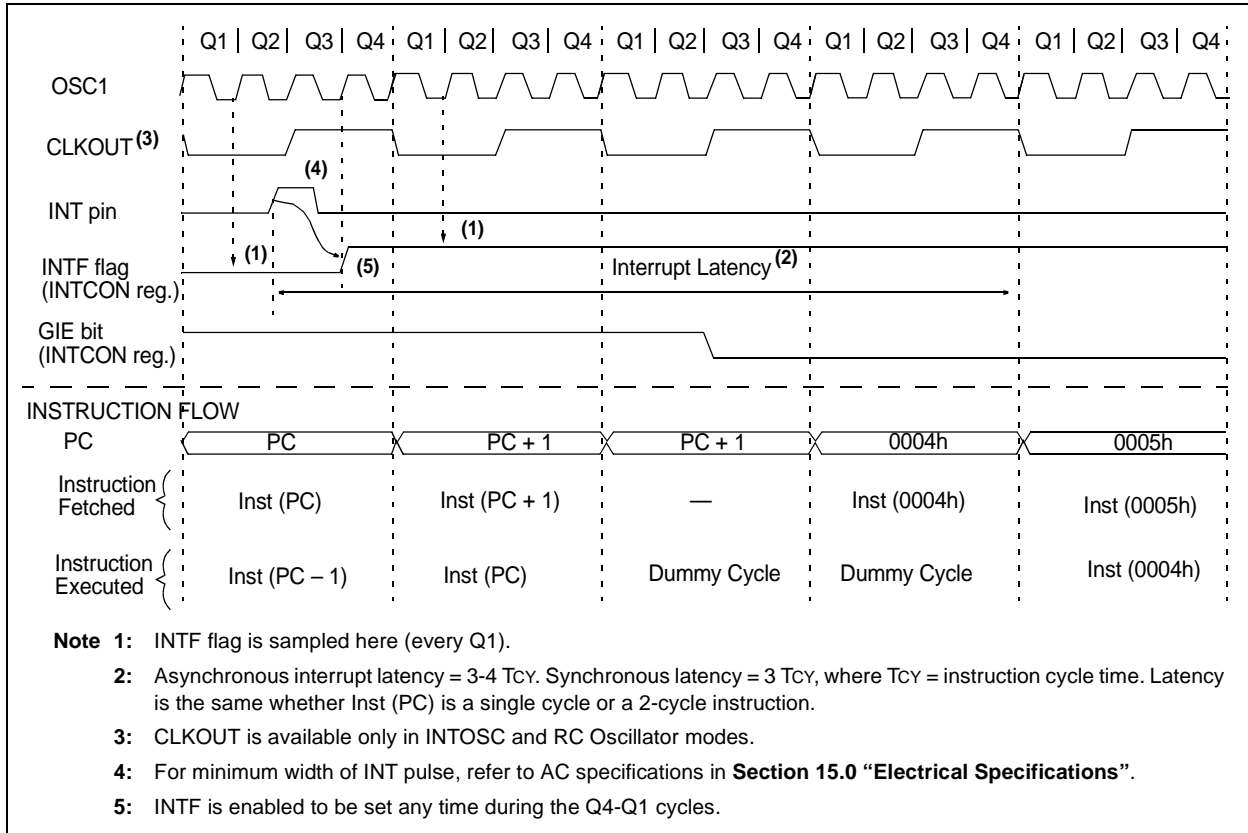 Q1 Q2 Q3 Q4 Q1 Q2 Q3 Q4 Q1 Q2 Q3 Q4 Q1 Q2 Q3 Q4 Q1 Q2 Q3 Q4
OSC1
CLKOUT (3)
(4)
INT pin
(1)
(1)
INTF flag
(INTCON reg.)
(5)
Interrupt Latency (2)
GIE bit
(INTCON reg.)
INSTRUCTION FLOW
PC PC PC + 1 PC + 1 0004h 0005h
Instruction
Fetched
Inst (PC) Inst (PC + 1) — Inst (0004h) Inst (0005h)
Instruction
Executed
Inst (PC – 1) Inst (PC) Dummy Cycle Dummy Cycle Inst (0004h)
Note 1: INTF flag is sampled here (every Q1).
2: Asynchronous interrupt latency = 3-4 TCY. Synchronous latency = 3 TCY, where TCY = instruction cycle time. Latency
is the same whether Inst (PC) is a single cycle or a 2-cycle instruction.
3: CLKOUT is available only in INTOSC and RC Oscillator modes.
4: For minimum width of INT pulse, refer to AC specifications in Section 15.0 “Electrical Specifications”.
5: INTF is enabled to be set any time during the Q4-Q1 cycles.